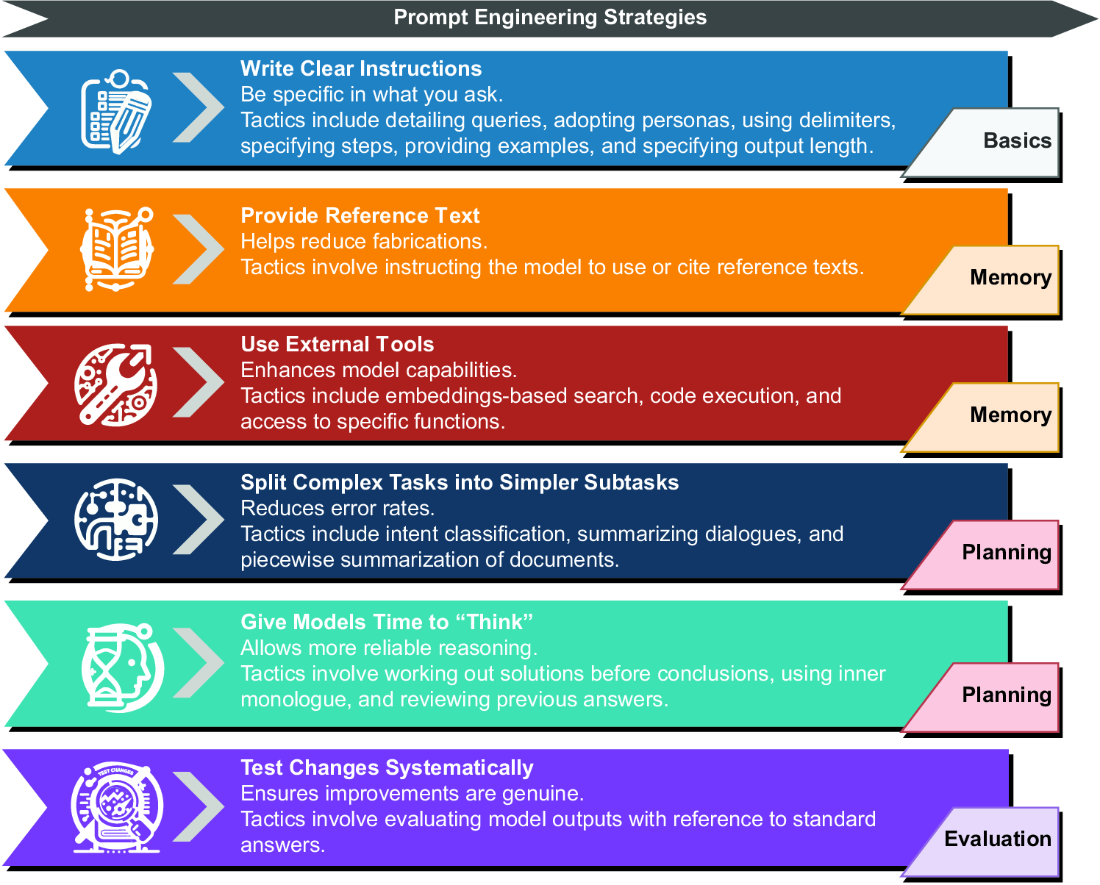 Prompt Engineering Strategies
Write Clear Instructions
Be specific in what you ask.
Tactics include detailing queries, adopting personas, using delimiters,
specifying steps, providing examples, and specifying output length.
Basics
Provide Reference Text
Helps reduce fabrications.
Tactics involve instructing the model to use or cite reference texts.
Memory
Use External Tools
Enhances model capabilities.
Tactics include embeddings-based search, code execution, and
access to specific functions.
Memory
Split Complex Tasks into Simpler Subtasks
Reduces error rates.
Tactics include intent classification, summarizing dialogues, and
piecewise summarization of documents.
Planning
Give Models Time to “Think”
Allows more reliable reasoning.
Tactics involve working out solutions before conclusions, using inner
monologue, and reviewing previous answers.
Planning
TEST CHANGES
Test Changes Systematically
Ensures improvements are genuine.
Tactics involve evaluating model outputs with reference to standard
answers.
Evaluation